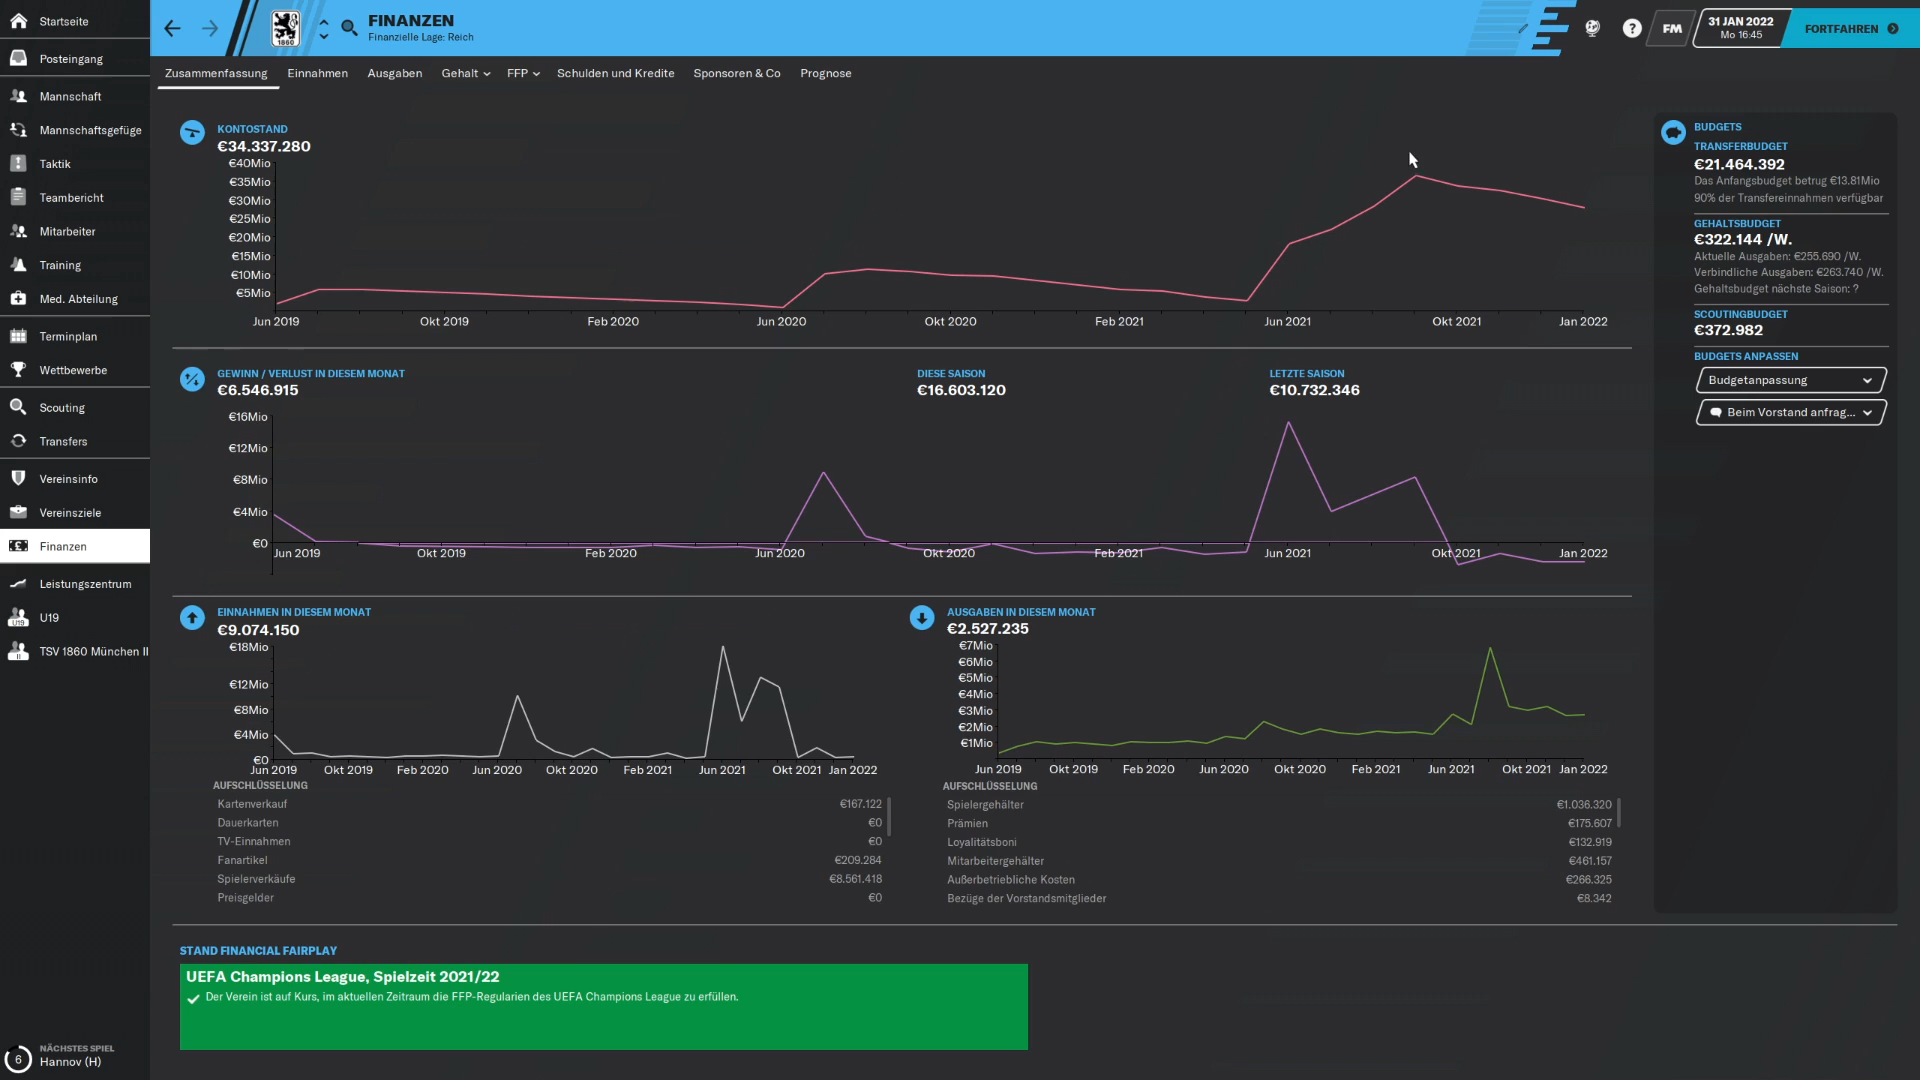 Startseite
Posteingang
Mannschaft
Mannschaftsgefüge
Taktik
Teambericht
Mitarbeiter
Training
Med. Abteilung
Terminplan
Wettbewerbe
Scouting
Transfers
Vereinsinfo
Vereinsziele
Finanzen
Leistungszentrum
U19
U19
TSV 1860 München II
II
6
NÄCHSTES SPIEL
Hannov (H)
1860
FINANZEN
Finanzielle Lage: Reich
?
FM
31 JAN 2022
Mo 16:45
FORTFAHREN
Zusammenfassung Einnahmen Ausgaben Gehalt FFP Schulden und Kredite Sponsoren & Co Prognose
KONTOSTAND
€34.337.280
€40Mio
€35Mio
€30Mio
€25Mio
€20Mio
€15Mio
€10Mio
€5Mio
Jun 2019 Okt 2019 Feb 2020 Jun 2020 Okt 2020 Feb 2021 Jun 2021 Okt 2021 Jan 2022
GEWINN / VERLUST IN DIESEM MONAT
€6.546.915
DIESE SAISON
€16.603.120
LETZTE SAISON
€10.732.346
€16Mio
€12Mio
€8Mio
€4Mio
€0
Jun 2019 Okt 2019 Feb 2020 Jun 2020 Okt 2020 Feb 2021 Jun 2021 Okt 2021 Jan 2022
EINNAHMEN IN DIESEM MONAT
€9.074.150
€18Mio
€12Mio
€8Mio
€4Mio
€0
Jun 2019 Okt 2019 Feb 2020 Jun 2020 Okt 2020 Feb 2021 Jun 2021 Okt 2021 Jan 2022
AUFSCHLÜSSELUNG
Kartenverkauf €167.122
Dauerkarten €0
TV-Einnahmen €0
Fanartikel €209.284
Spielerverkäufe €8.561.418
Preisgelder €0
AUSGABEN IN DIESEM MONAT
€2.527.235
€7Mio
€6Mio
€5Mio
€4Mio
€3Mio
€2Mio
€1Mio
Jun 2019 Okt 2019 Feb 2020 Jun 2020 Okt 2020 Feb 2021 Jun 2021 Okt 2021 Jan 2022
AUFSCHLÜSSELUNG
Spielergehälter €1.036.320
Prämien €175.607
Loyalitätsboni €132.919
Mitarbeitergehälter €461.157
Außerbetriebliche Kosten €266.325
Bezüge der Vorstandsmitglieder €8.342
STAND FINANCIAL FAIRPLAY
UEFA Champions League, Spielzeit 2021/22
Der Verein ist auf Kurs, im aktuellen Zeitraum die FFP-Regularien des UEFA Champions League zu erfüllen.
BUDGETS
TRANSFERBUDGET
€21.464.392
Das Anfangsbudget betrug €13.81Mio
90% der Transfereinnahmen verfügbar
GEHALTSBUDGET
€322.144 /W.
Aktuelle Ausgaben: €255.690 /W.
Verbindliche Ausgaben: €263.740 /W.
Gehaltsbudget nächste Saison: ?
SCOUTINGBUDGET
€372.982
BUDGETS ANPASSEN
Budgetanpassung
Beim Vorstand anfrag...